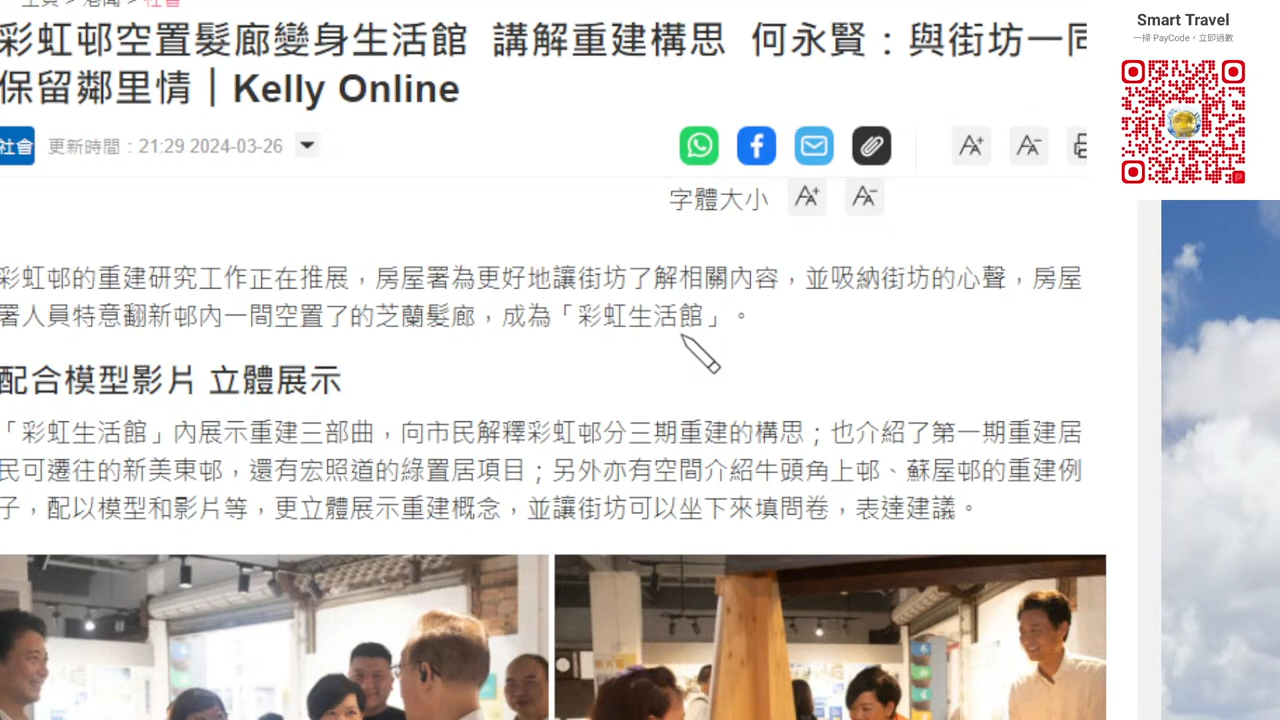 彩虹邨空置髮廊變身生活館 講解重建構思 何永賢：與街坊一同
保留鄰里情｜Kelly Online
社會 更新時間：21:29 2024-03-26
字體大小
彩虹邨的重建研究工作正在推展，房屋署為更好地讓街坊了解相關內容，並吸納街坊的心聲，房屋
署人員特意翻新邨內一間空置了的芝蘭髮廊，成為「彩虹生活館」。
配合模型影片 立體展示
「彩虹生活館」內展示重建三部曲，向市民解釋彩虹邨分三期重建的構思；也介紹了第一期重建居
民可遷往的新美東邨，還有宏照道的綠置居項目；另外亦有空間介紹牛頭角上邨、蘇屋邨的重建例
子，配以模型和影片等，更立體展示重建概念，並讓街坊可以坐下來填問卷，表達建議。
Smart Travel
一掃 PayCode，立即過數